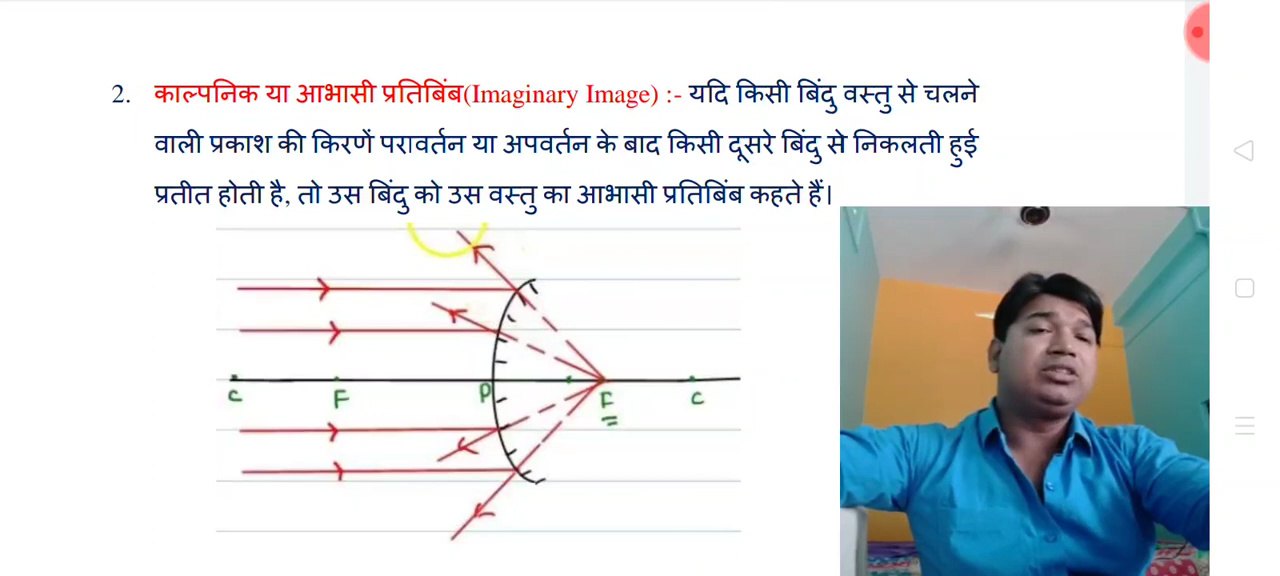 2. काल्पनिक या आभासी प्रतिबिंब(Imaginary Image) :- यदि किसी बिंदु वस्तु से चलने
वाली प्रकाश की किरणें परावर्तन या अपवर्तन के बाद किसी दूसरे बिंदु से निकलती हुई
प्रतीत होती है, तो उस बिंदु को उस वस्तु का आभासी प्रतिबिंब कहते हैं।
C F P F C